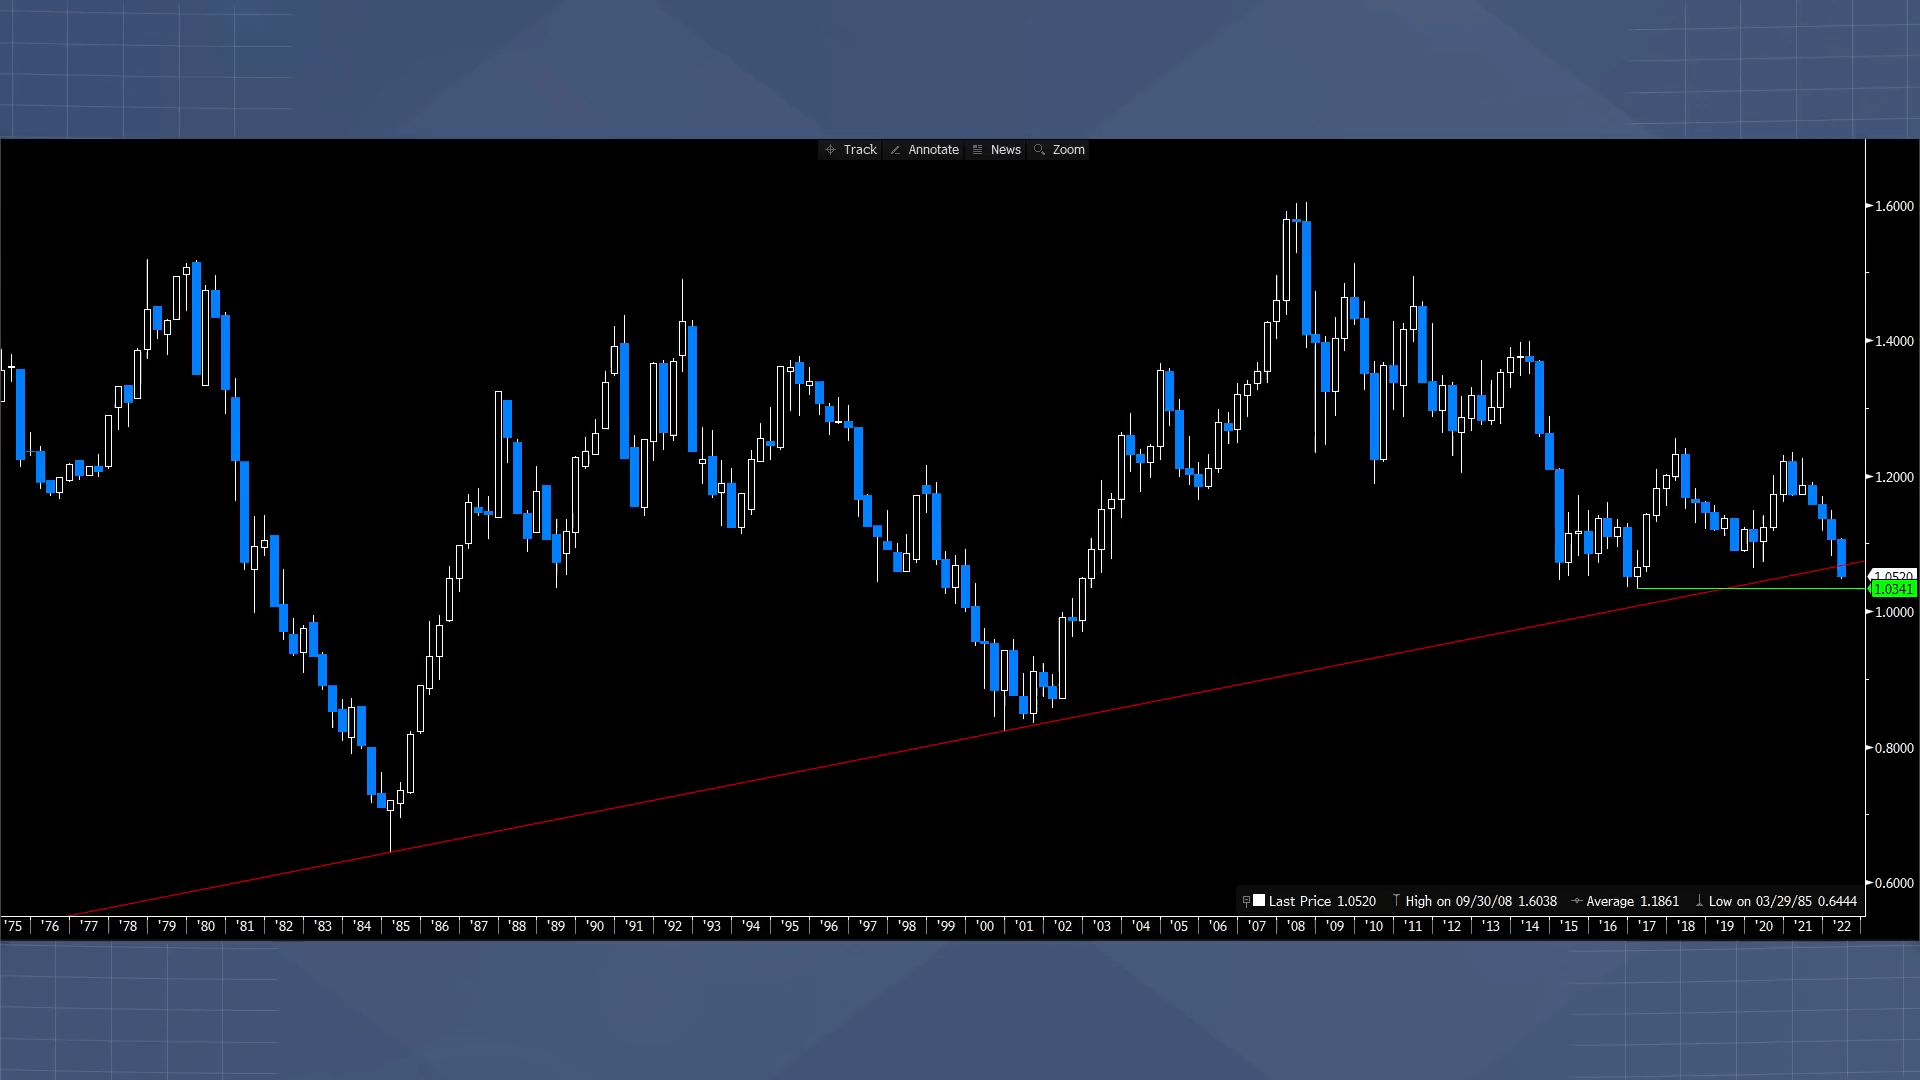 Track Annotate News Zoom
1.6000
1.4000
1.2000
1.0520
1.0341
1.0000
0.8000
0.6000
Last Price 1.0520 High on 09/30/08 1.6038 Average 1.1861 Low on 03/29/85 0.6444
'75 '76 '77 '78 '79 '80 '81 '82 '83 '84 '85 '86 '87 '88 '89 '90 '91 '92 '93 '94 '95 '96 '97 '98 '99 '00 '01 '02 '03 '04 '05 '06 '07 '08 '09 '10 '11 '12 '13 '14 '15 '16 '17 '18 '19 '20 '21 '22